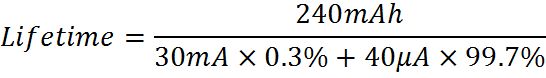 Lifetime = 240mAh / 30mA × 0.3% + 40μA × 99.7%